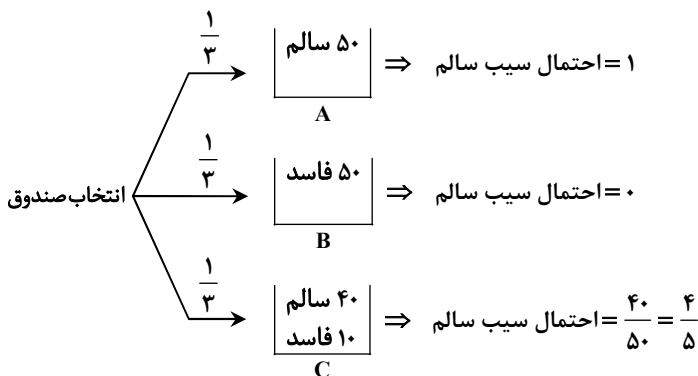 ۱/۳ ۵۰ سالم ⇒ احتمال سیب سالم = ۱
A
انتخاب صندوق ۱/۳ ۵۰ فاسد ⇒ احتمال سیب سالم = ۰
B
۱/۳ ۴۰ سالم
۱۰ فاسد ⇒ احتمال سیب سالم = ۴۰/۵۰ = ۴/۵
C